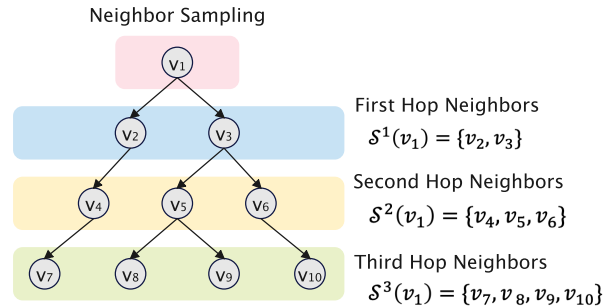 Neighbor Sampling
v₁
First Hop Neighbors
v₂ v₃
𝒮¹(v₁) = {v₂, v₃}
Second Hop Neighbors
v₄ v₅ v₆
𝒮²(v₁) = {v₄, v₅, v₆}
Third Hop Neighbors
v₇ v₈ v₉ v₁₀
𝒮³(v₁) = {v₇, v₈, v₉, v₁₀}